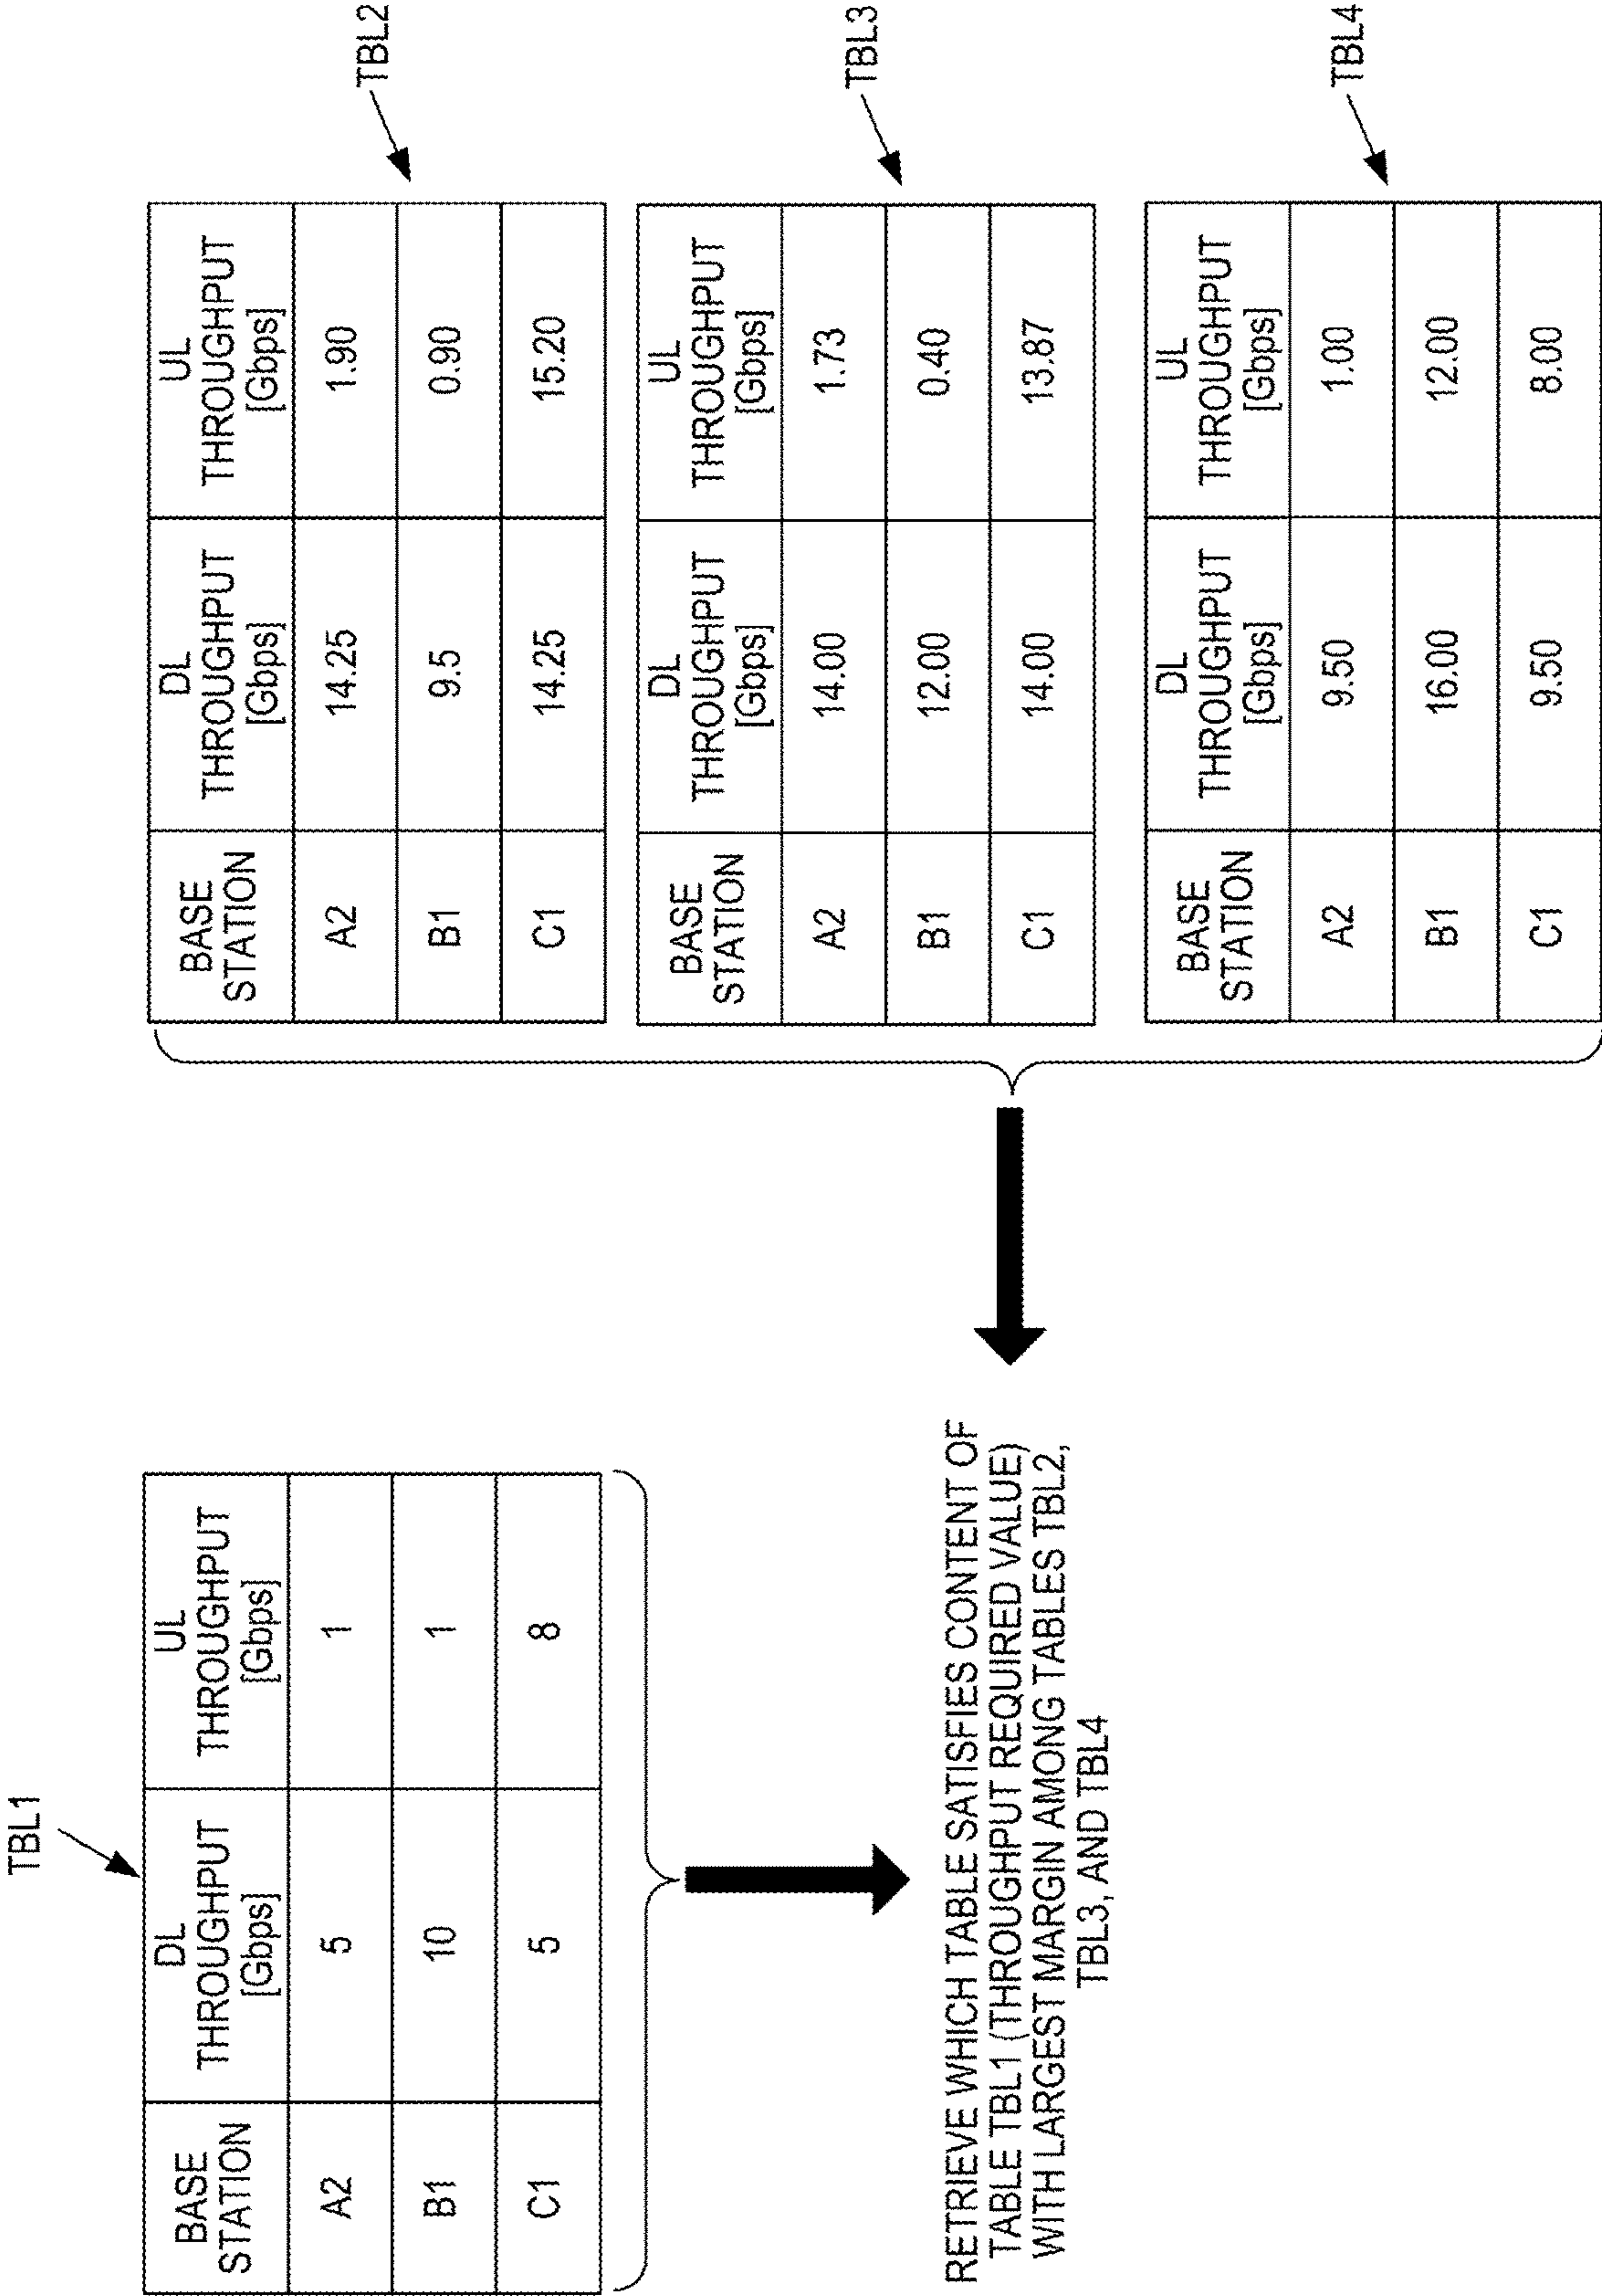 TBL1
BASE STATION
DL THROUGHPUT [Gbps]
UL THROUGHPUT [Gbps]
A2 5 1
B1 10 1
C1 5 8
RETRIEVE WHICH TABLE SATISFIES CONTENT OF
TABLE TBL1 (THROUGHPUT REQUIRED VALUE)
WITH LARGEST MARGIN AMONG TABLES TBL2,
TBL3, AND TBL4
BASE STATION
DL THROUGHPUT [Gbps]
UL THROUGHPUT [Gbps]
A2 14.25 1.90
B1 9.5 0.90
C1 14.25 15.20
TBL2
BASE STATION
DL THROUGHPUT [Gbps]
UL THROUGHPUT [Gbps]
A2 14.00 1.73
B1 12.00 0.40
C1 14.00 13.87
TBL3
BASE STATION
DL THROUGHPUT [Gbps]
UL THROUGHPUT [Gbps]
A2 9.50 1.00
B1 16.00 12.00
C1 9.50 8.00
TBL4